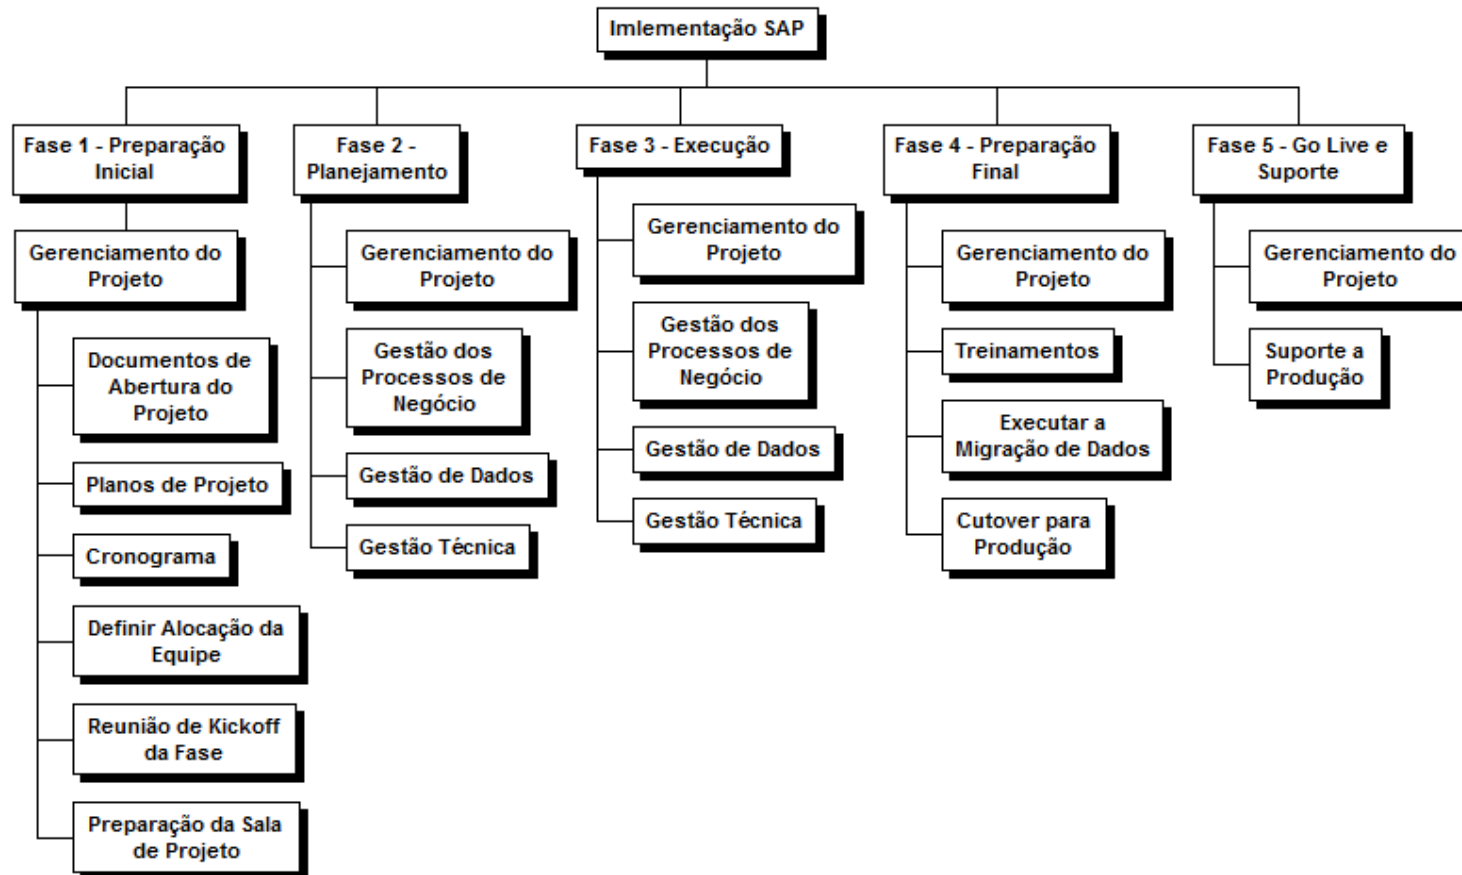 Imlementação SAP
Fase 1 - Preparação
Inicial
Gerenciamento do
Projeto
Documentos de
Abertura do
Projeto
Planos de Projeto
Cronograma
Definir Alocação da
Equipe
Reunião de Kickoff
da Fase
Preparação da Sala
de Projeto
Fase 2 -
Planejamento
Gerenciamento do
Projeto
Gestão dos
Processos de
Negócio
Gestão de Dados
Gestão Técnica
Fase 3 - Execução
Gerenciamento do
Projeto
Gestão dos
Processos de
Negócio
Gestão de Dados
Gestão Técnica
Fase 4 - Preparação
Final
Gerenciamento do
Projeto
Treinamentos
Executar a
Migração de Dados
Cutover para
Produção
Fase 5 - Go Live e
Suporte
Gerenciamento do
Projeto
Suporte a
Produção